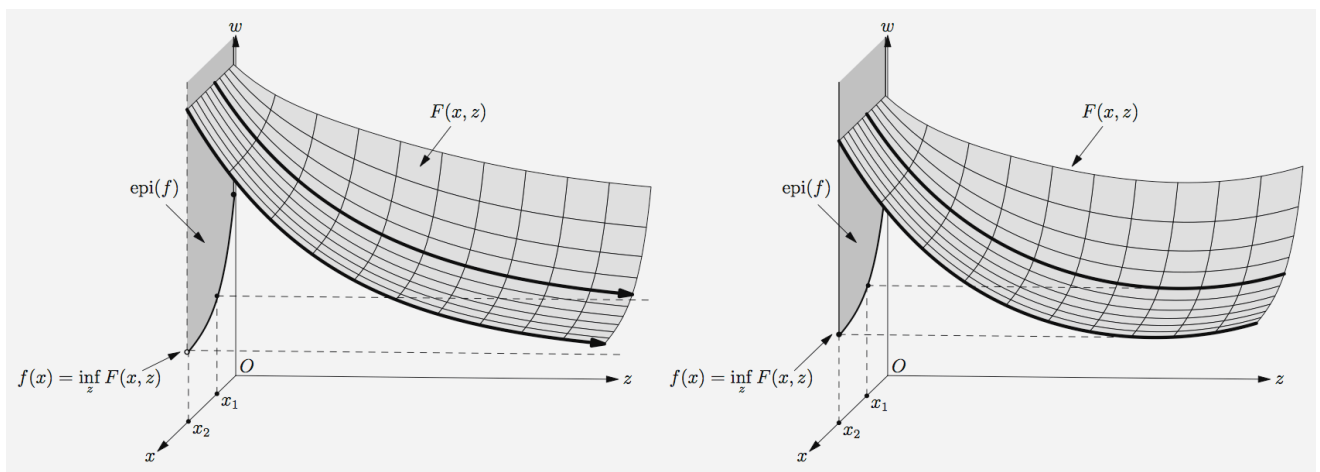 w
F(x, z)
epi(f)
O
f(x) = inf_z F(x, z)
z
x_1
x_2
x
w
F(x, z)
epi(f)
O
f(x) = inf_z F(x, z)
z
x_1
x_2
x